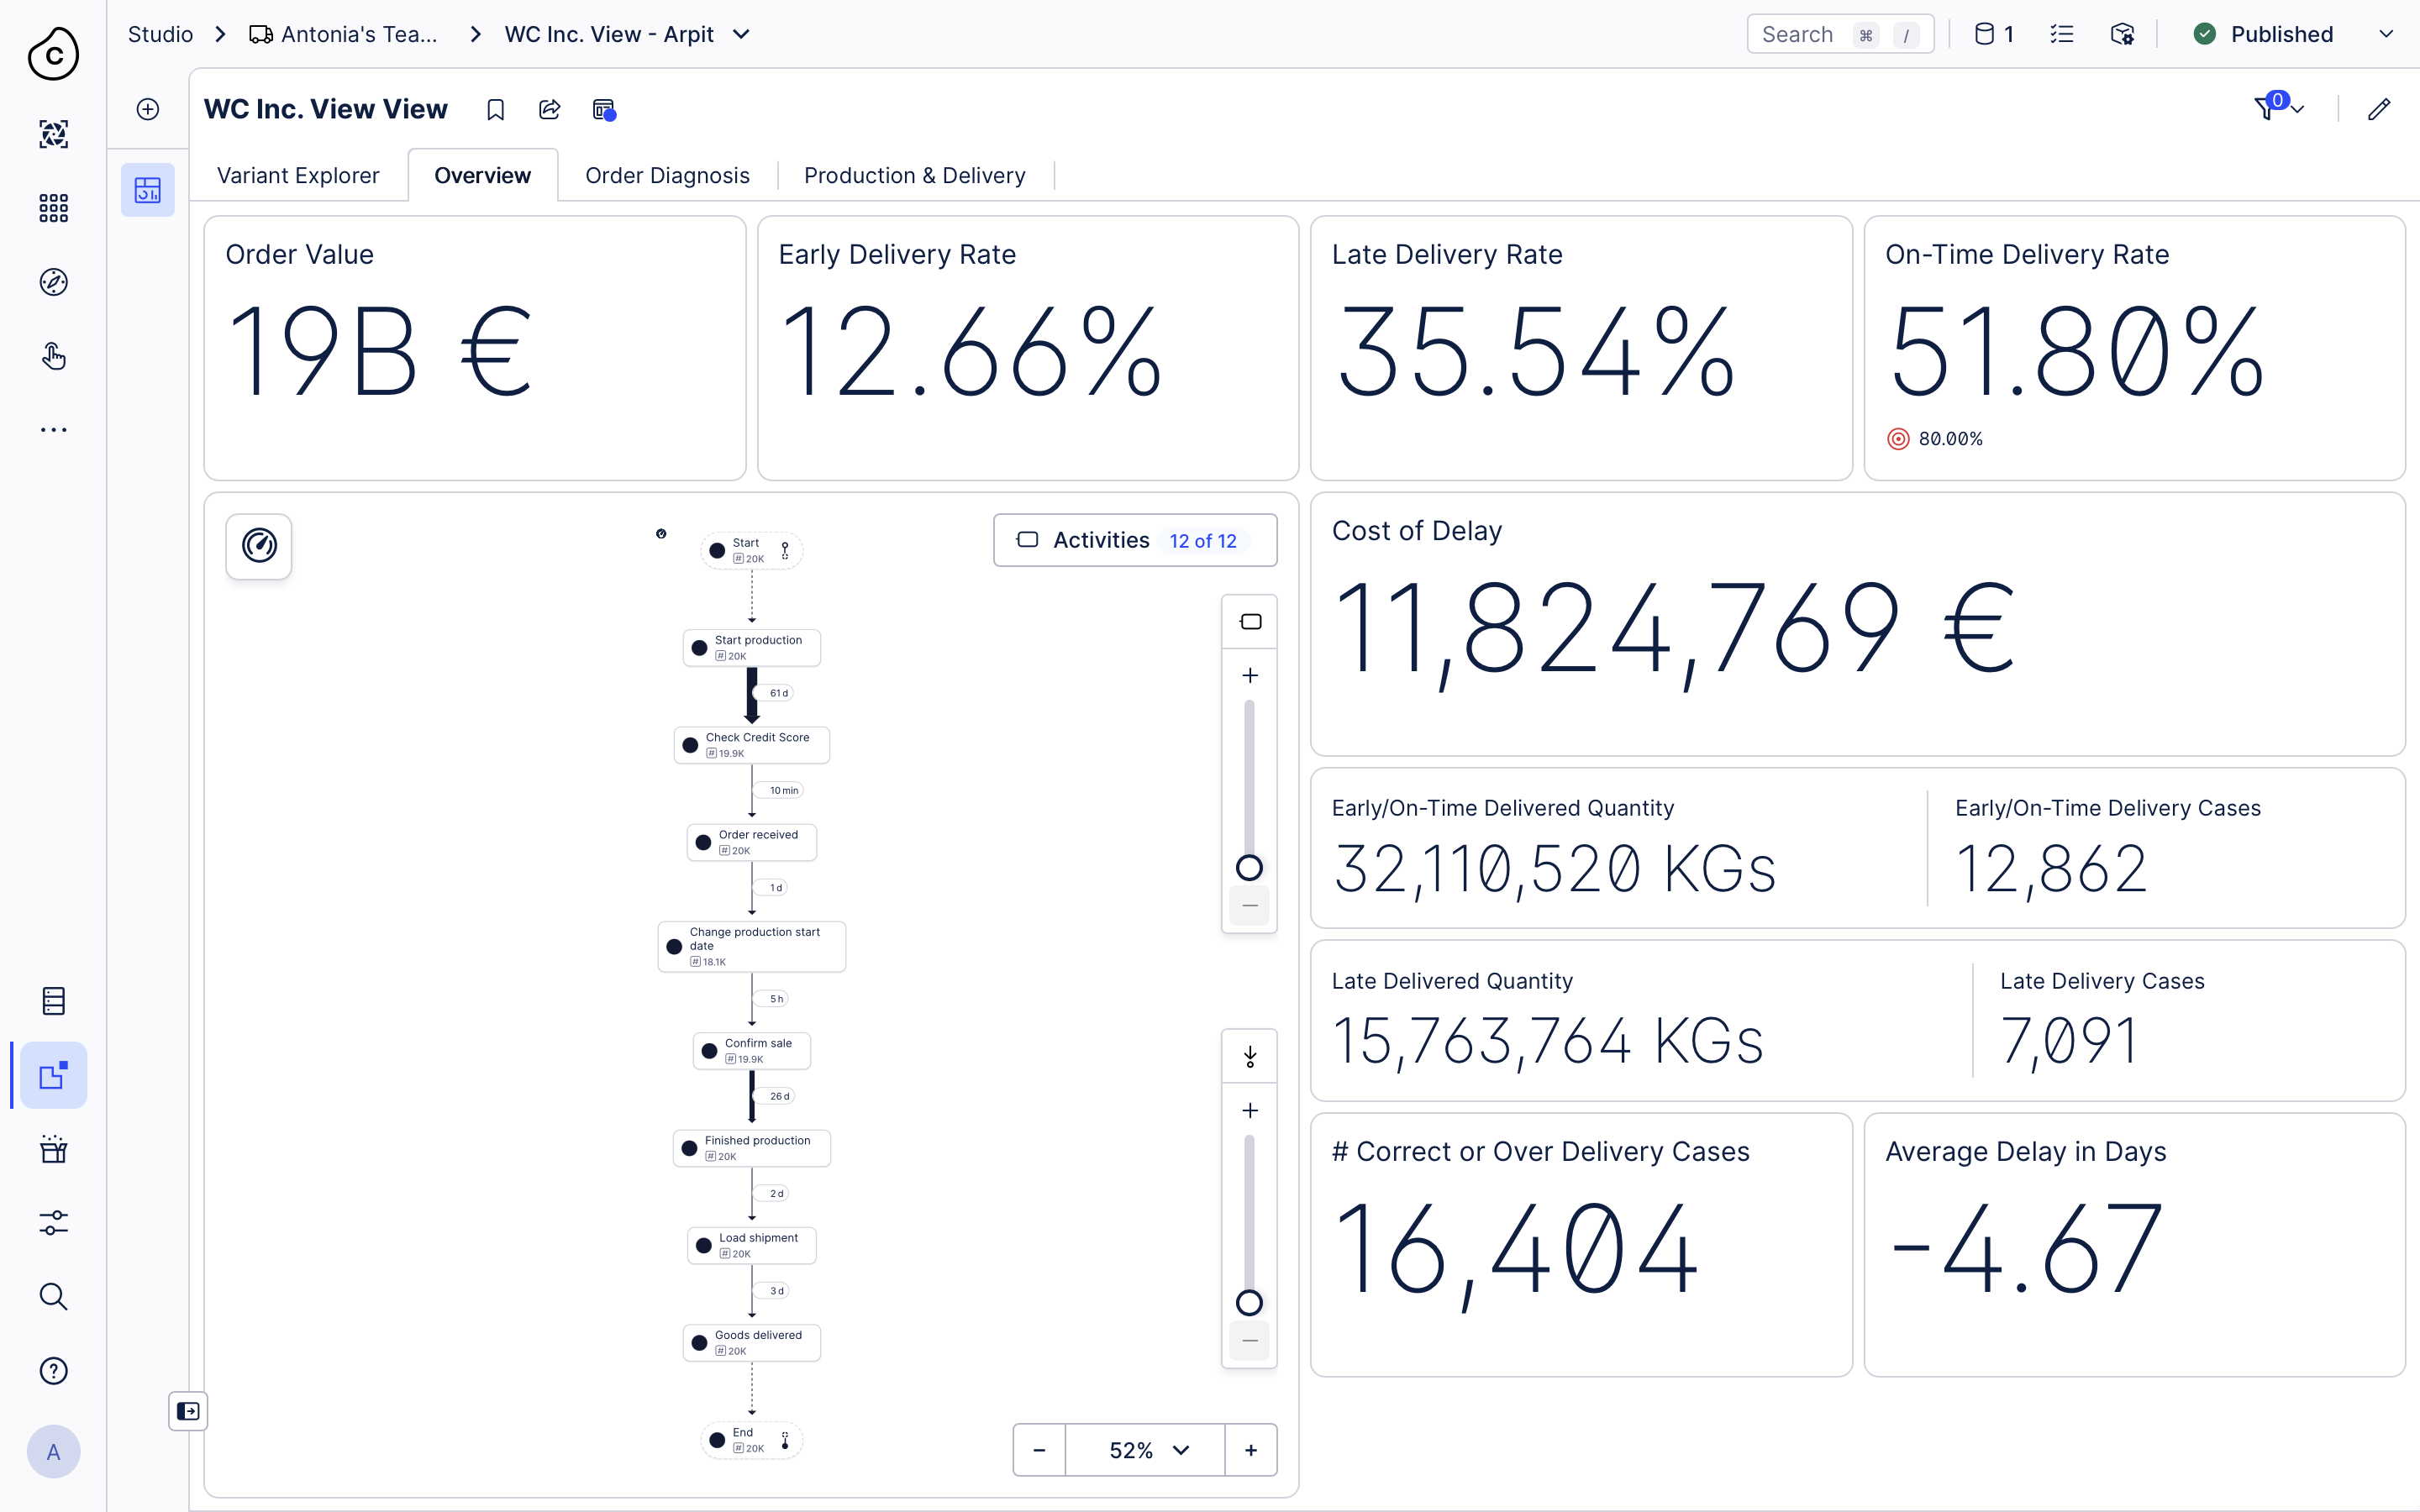 C
Studio
Antonia's Tea...
WC Inc. View - Arpit
Search ⌘ /
1
Published
WC Inc. View View
0
Variant Explorer
Overview
Order Diagnosis
Production & Delivery
Order Value
19B €
Early Delivery Rate
12.66%
Late Delivery Rate
35.54%
On-Time Delivery Rate
51.80%
80.00%
Activities 12 of 12
Start
# 20K
Start production
# 20K
61 d
Check Credit Score
# 19.9K
10 min
Order received
# 20K
1 d
Change production start
date
# 18.1K
5 h
Confirm sale
# 19.9K
26 d
Finished production
# 20K
2 d
Load shipment
# 20K
3 d
Goods delivered
# 20K
End
# 20K
52%
Cost of Delay
11,824,769 €
Early/On-Time Delivered Quantity
32,110,520 KGs
Early/On-Time Delivery Cases
12,862
Late Delivered Quantity
15,763,764 KGs
Late Delivery Cases
7,091
# Correct or Over Delivery Cases
16,404
Average Delay in Days
-4.67
A